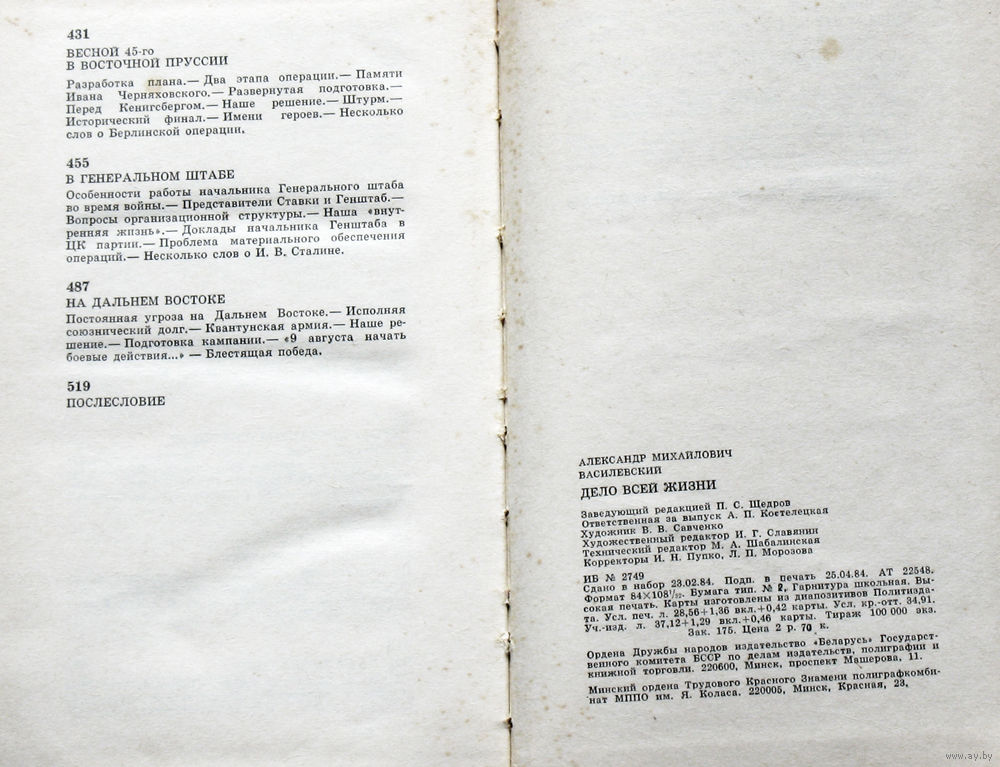 431
ВЕСНОЙ 45-го
В ВОСТОЧНОЙ ПРУССИИ
Разработка плана.— Два этапа операции.— Памяти
Ивана Черняховского.— Развернутая подготовка.—
Перед Кенигсбергом.— Наше решение.— Штурм.—
Исторический финал.— Имени героев.— Несколько
слов о Берлинской операции.
455
В ГЕНЕРАЛЬНОМ ШТАБЕ
Особенности работы начальника Генерального штаба
во время войны.— Представители Ставки и Генштаб.—
Вопросы организационной структуры.— Наша «внут-
ренняя жизнь».— Доклады начальника Генштаба в
ЦК партии.— Проблема материального обеспечения
операций.— Несколько слов о И. В. Сталине.
487
НА ДАЛЬНЕМ ВОСТОКЕ
Постоянная угроза на Дальнем Востоке.— Исполняя
союзнический долг.— Квантунская армия.— Наше ре-
шение.— Подготовка кампании.— «9 августа начать
боевые действия...» — Блестящая победа.
519
ПОСЛЕСЛОВИЕ
АЛЕКСАНДР МИХАЙЛОВИЧ
ВАСИЛЕВСКИЙ
ДЕЛО ВСЕЙ ЖИЗНИ
Заведующий редакцией П. С. Щедров
Ответственная за выпуск А. П. Костелецкая
Художник В. В. Савченко
Художественный редактор И. Г. Славянин
Технический редактор М. А. Шабалинская
Корректоры И. Н. Пупко, Л. П. Морозова
ИБ № 2749
Сдано в набор 23.02.84. Подп. в печать 25.04.84. АТ 22548.
Формат 84×108¹/₃₂. Бумага тип. № 2, Гарнитура школьная. Вы-
сокая печать. Карты изготовлены из диапозитивов Политизда-
та. Усл. печ. л. 28,56+1,36 вкл.+0,42 карты. Усл. кр.-отт. 34,91.
Уч.-изд. л. 37,12+1,29 вкл.+0,46 карты. Тираж 100 000 экз.
Зак. 175. Цена 2 р. 70 к.
Ордена Дружбы народов издательство «Беларусь» Государст-
венного комитета БССР по делам издательств, полиграфии и
книжной торговли. 220600, Минск, проспект Машерова, 11.
Минский ордена Трудового Красного Знамени полиграфкомби-
нат МППО им. Я. Коласа. 220005, Минск, Красная, 23.
www.ay.by